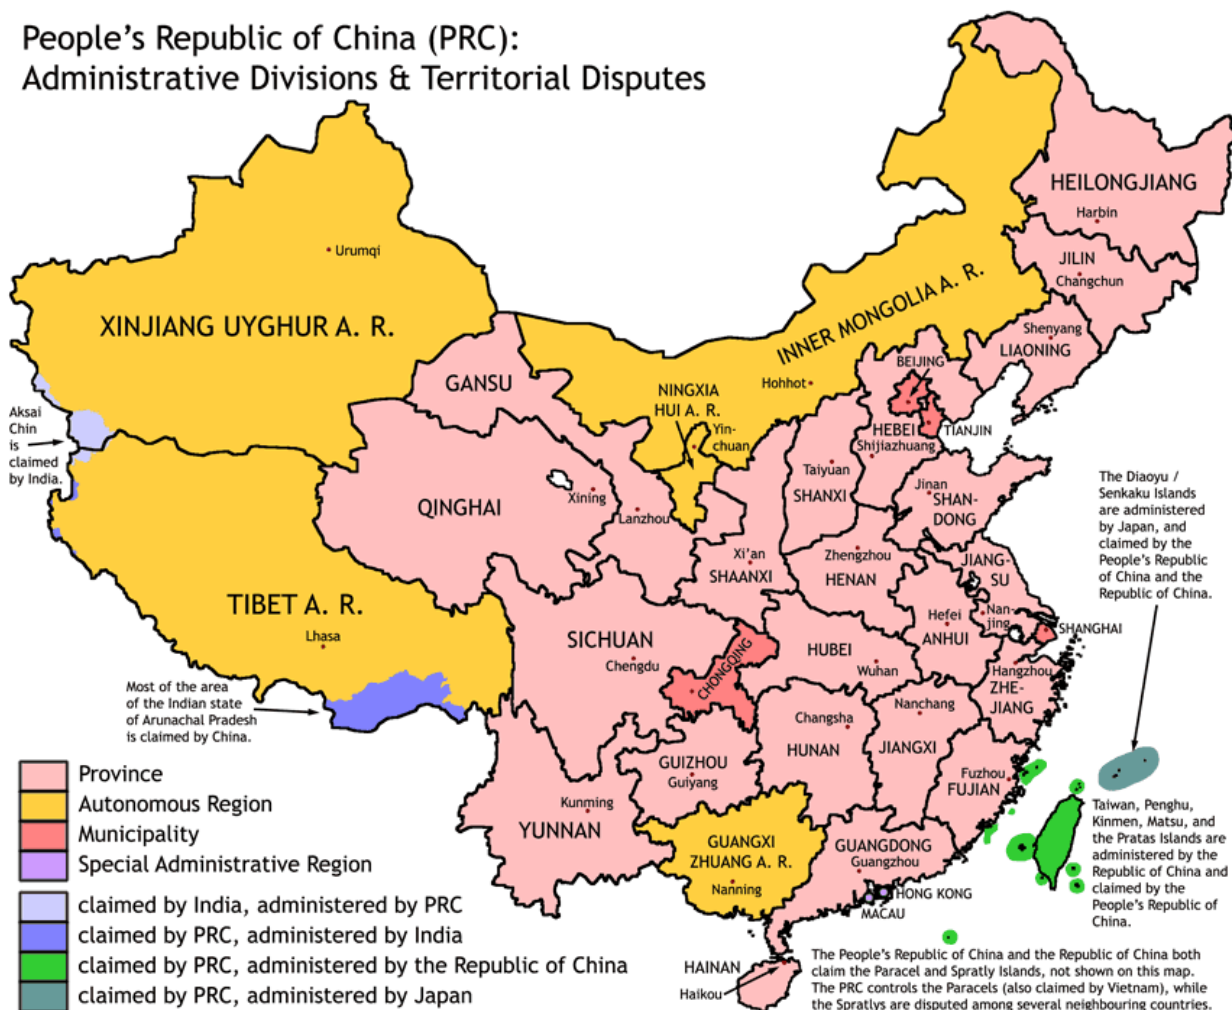 People's Republic of China (PRC):
Administrative Divisions & Territorial Disputes
HEILONGJIANG
Harbin
JILIN
Changchun
Urumqi
XINJIANG UYGHUR A. R.
INNER MONGOLIA A. R.
Shenyang
LIAONING
BEIJING
GANSU
Hohhot
NINGXIA
HUI A. R.
Yin-
chuan
Aksai
Chin
is
claimed
by India.
HEBEI
TIANJIN
Shijiazhuang
Taiyuan
SHANXI
Jinan
SHAN-
DONG
The Diaoyu /
Senkaku Islands
are administered
by Japan, and
claimed by the
People's Republic
of China and the
Republic of China.
QINGHAI
Xining
Lanzhou
Xi'an
SHAANXI
Zhengzhou
HENAN
JIANG-
SU
TIBET A. R.
Lhasa
SICHUAN
Chengdu
CHONGQING
HUBEI
Wuhan
Hefei
ANHUI
Nan-
jing
SHANGHAI
Hangzhou
ZHE-
JIANG
Most of the area
of the Indian state
of Arunachal Pradesh
is claimed by China.
Changsha
HUNAN
Nanchang
JIANGXI
GUIZHOU
Guiyang
Fuzhou
FUJIAN
Kunming
YUNNAN
GUANGXI
ZHUANG A. R.
Nanning
GUANGDONG
Guangzhou
HONG KONG
MACAU
Taiwan, Penghu,
Kinmen, Matsu, and
the Pratas Islands are
administered by the
Republic of China and
claimed by the
People's Republic of
China.
HAINAN
Haikou
The People's Republic of China and the Republic of China both
claim the Paracel and Spratly Islands, not shown on this map.
The PRC controls the Paracels (also claimed by Vietnam), while
the Spratlys are disputed among several neighbouring countries.
Province
Autonomous Region
Municipality
Special Administrative Region
claimed by India, administered by PRC
claimed by PRC, administered by India
claimed by PRC, administered by the Republic of China
claimed by PRC, administered by Japan